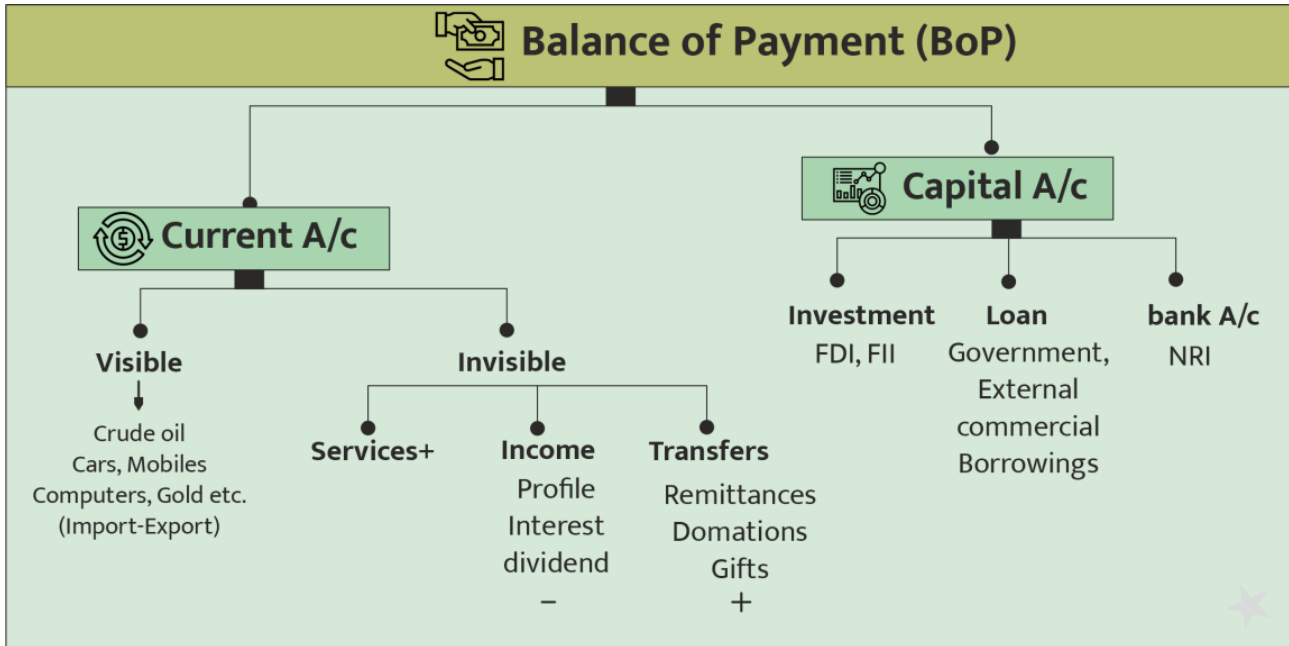 Balance of Payment (BoP)
Current A/c
Visible
Crude oil
Cars, Mobiles
Computers, Gold etc.
(Import-Export)
Invisible
Services+
Income
Profile
Interest
dividend
−
Transfers
Remittances
Domations
Gifts
+
Capital A/c
Investment
FDI, FII
Loan
Government,
External
commercial
Borrowings
bank A/c
NRI